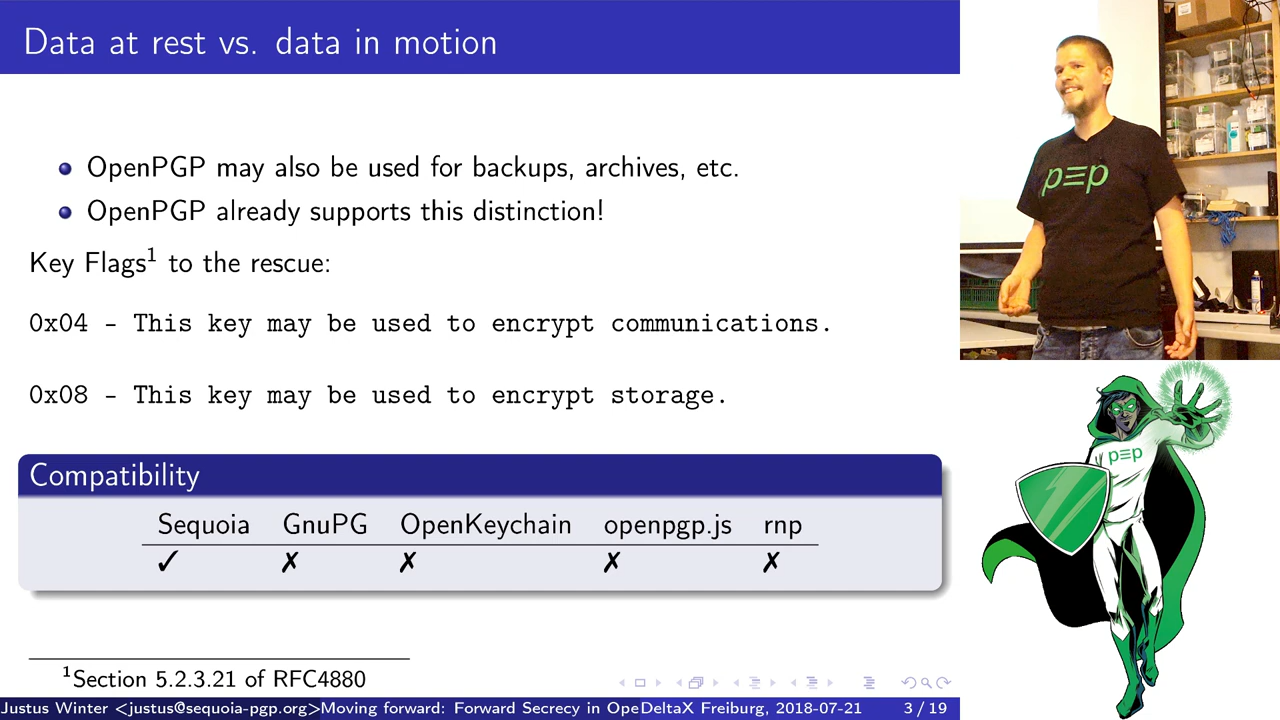 Data at rest vs. data in motion
OpenPGP may also be used for backups, archives, etc.
OpenPGP already supports this distinction!
Key Flags¹ to the rescue:
0x04 - This key may be used to encrypt communications.
0x08 - This key may be used to encrypt storage.
Compatibility
Sequoia GnuPG OpenKeychain openpgp.js rnp
✓ ✗ ✗ ✗ ✗
¹Section 5.2.3.21 of RFC4880
Justus Winter <justus@sequoia-pgp.org> Moving forward: Forward Secrecy in Ope DeltaX Freiburg, 2018-07-21 3 / 19
p≡p
p≡p